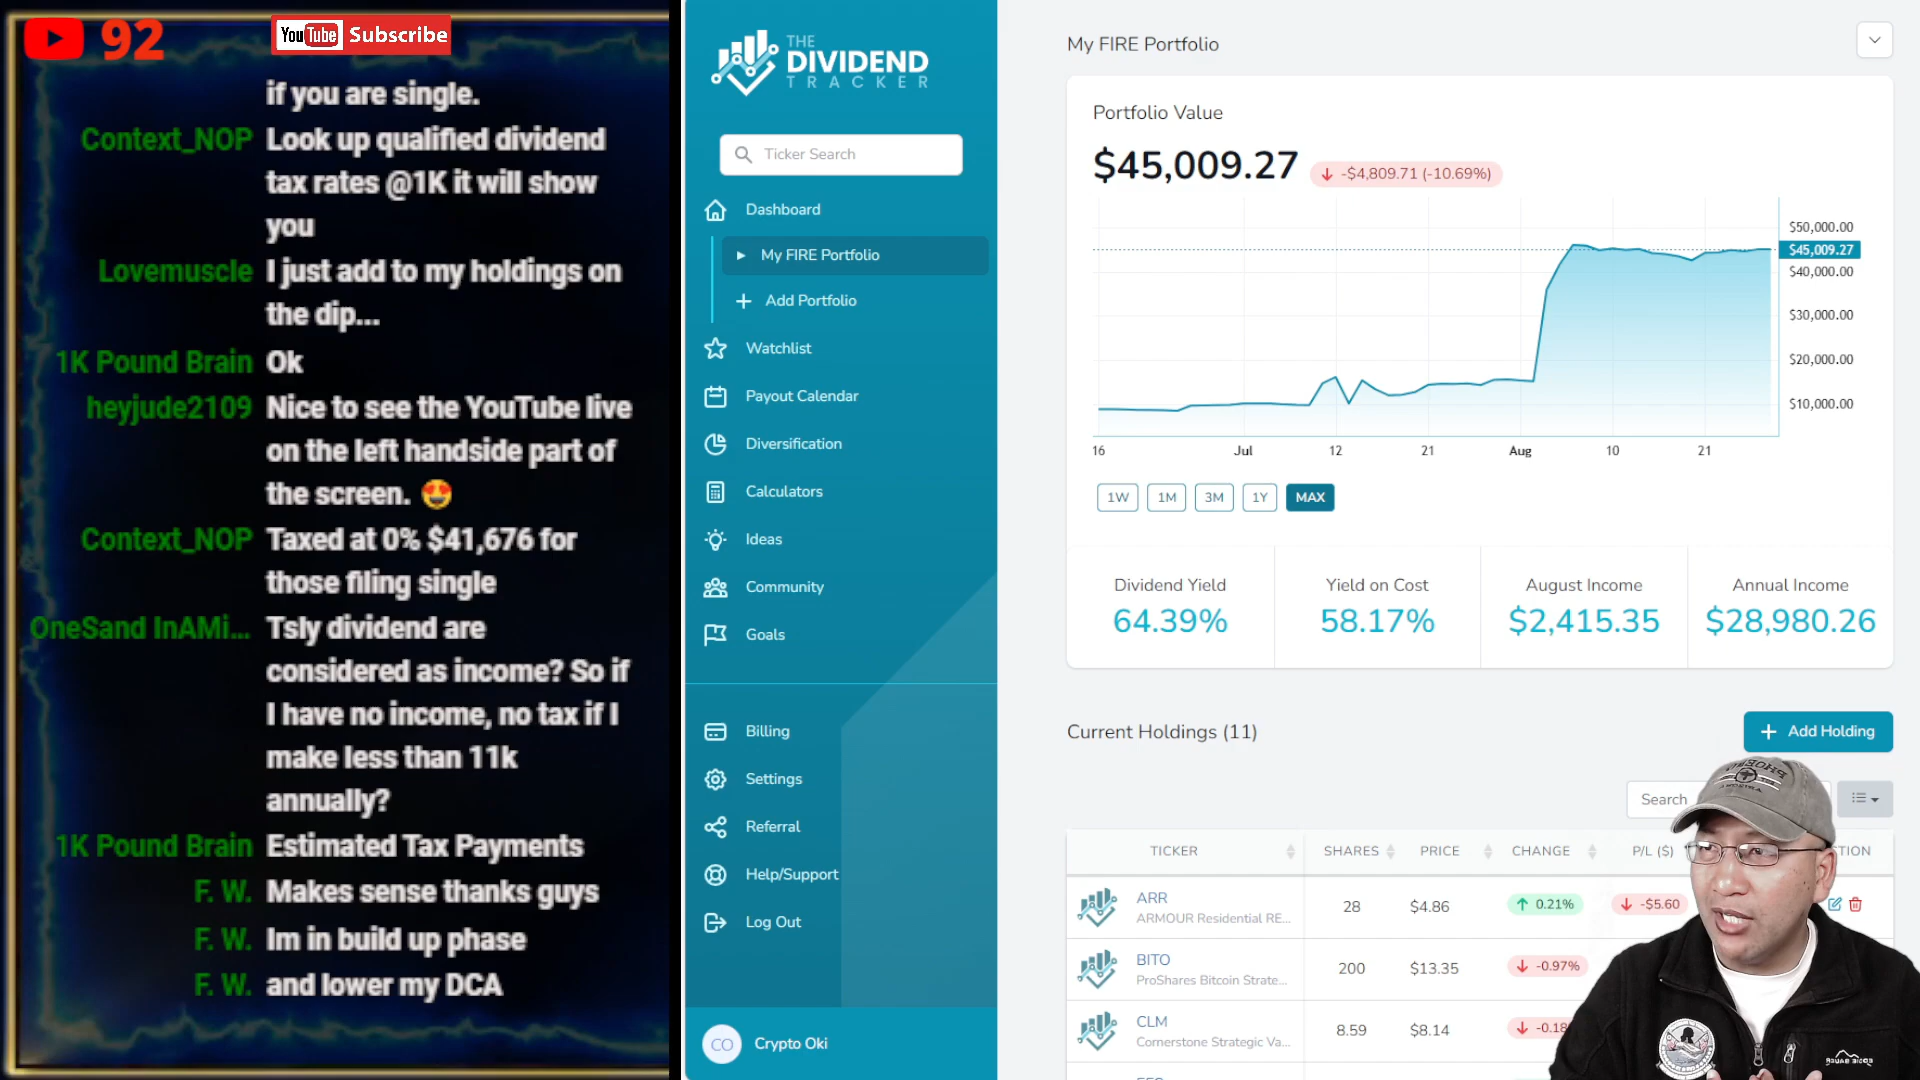 92
YouTube Subscribe
if you are single.
Context_NOP Look up qualified dividend
tax rates @1K it will show
you
Lovemuscle I just add to my holdings on
the dip...
1K Pound Brain Ok
heyjude2109 Nice to see the YouTube live
on the left handside part of
the screen. 😍
Context_NOP Taxed at 0% $41,676 for
those filing single
OneSand InAMi... Tsly dividend are
considered as income? So if
I have no income, no tax if I
make less than 11k
annually?
1K Pound Brain Estimated Tax Payments
F. W. Makes sense thanks guys
F. W. Im in build up phase
F. W. and lower my DCA
THE
DIVIDEND
TRACKER
Ticker Search
Dashboard
My FIRE Portfolio
Add Portfolio
Watchlist
Payout Calendar
Diversification
Calculators
Ideas
Community
Goals
Billing
Settings
Referral
Help/Support
Log Out
CO Crypto Oki
My FIRE Portfolio
Portfolio Value
$45,009.27 -$4,809.71 (-10.69%)
$50,000.00
$45,009.27
$40,000.00
$30,000.00
$20,000.00
$10,000.00
16 Jul 12 21 Aug 10 21
1W 1M 3M 1Y MAX
Dividend Yield Yield on Cost August Income Annual Income
64.39% 58.17% $2,415.35 $28,980.26
Current Holdings (11)
+ Add Holding
Search
TICKER SHARES PRICE CHANGE P/L ($) TION
ARR 28 $4.86 0.21% -$5.60
ARMOUR Residential RE...
BITO 200 $13.35 -0.97%
ProShares Bitcoin Strate...
CLM 8.59 $8.14 -0.18
Cornerstone Strategic Va...